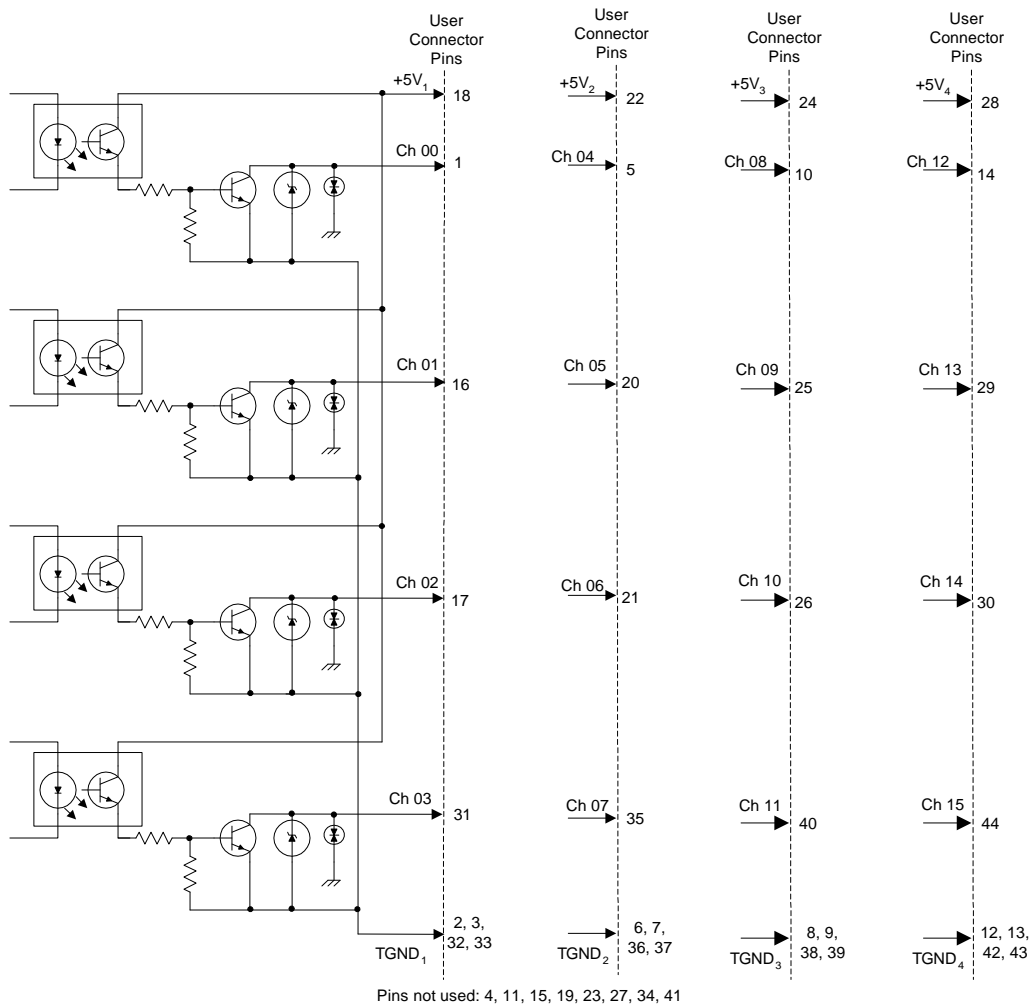 User
Connector
Pins
User
Connector
Pins
User
Connector
Pins
User
Connector
Pins
+5V₁ 18
+5V₂ 22
+5V₃ 24
+5V₄ 28
Ch 00 1
Ch 04 5
Ch 08 10
Ch 12 14
Ch 01 16
Ch 05 20
Ch 09 25
Ch 13 29
Ch 02 17
Ch 06 21
Ch 10 26
Ch 14 30
Ch 03 31
Ch 07 35
Ch 11 40
Ch 15 44
TGND₁ 2, 3,
32, 33
TGND₂ 6, 7,
36, 37
TGND₃ 8, 9,
38, 39
TGND₄ 12, 13,
42, 43
Pins not used: 4, 11, 15, 19, 23, 27, 34, 41